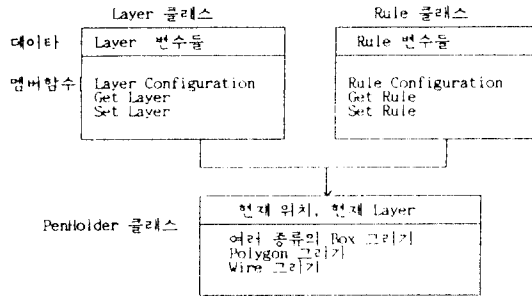 Layer 클래스
Rule 클래스
데이타
Layer 변수들
Rule 변수들
멤버함수
Layer Configuration
Get Layer
Set Layer
Rule Configuration
Get Rule
Set Rule
PenHolder 클래스
현재 위치, 현재 Layer
여러 종류의 Box 그리기
Polygon 그리기
Wire 그리기